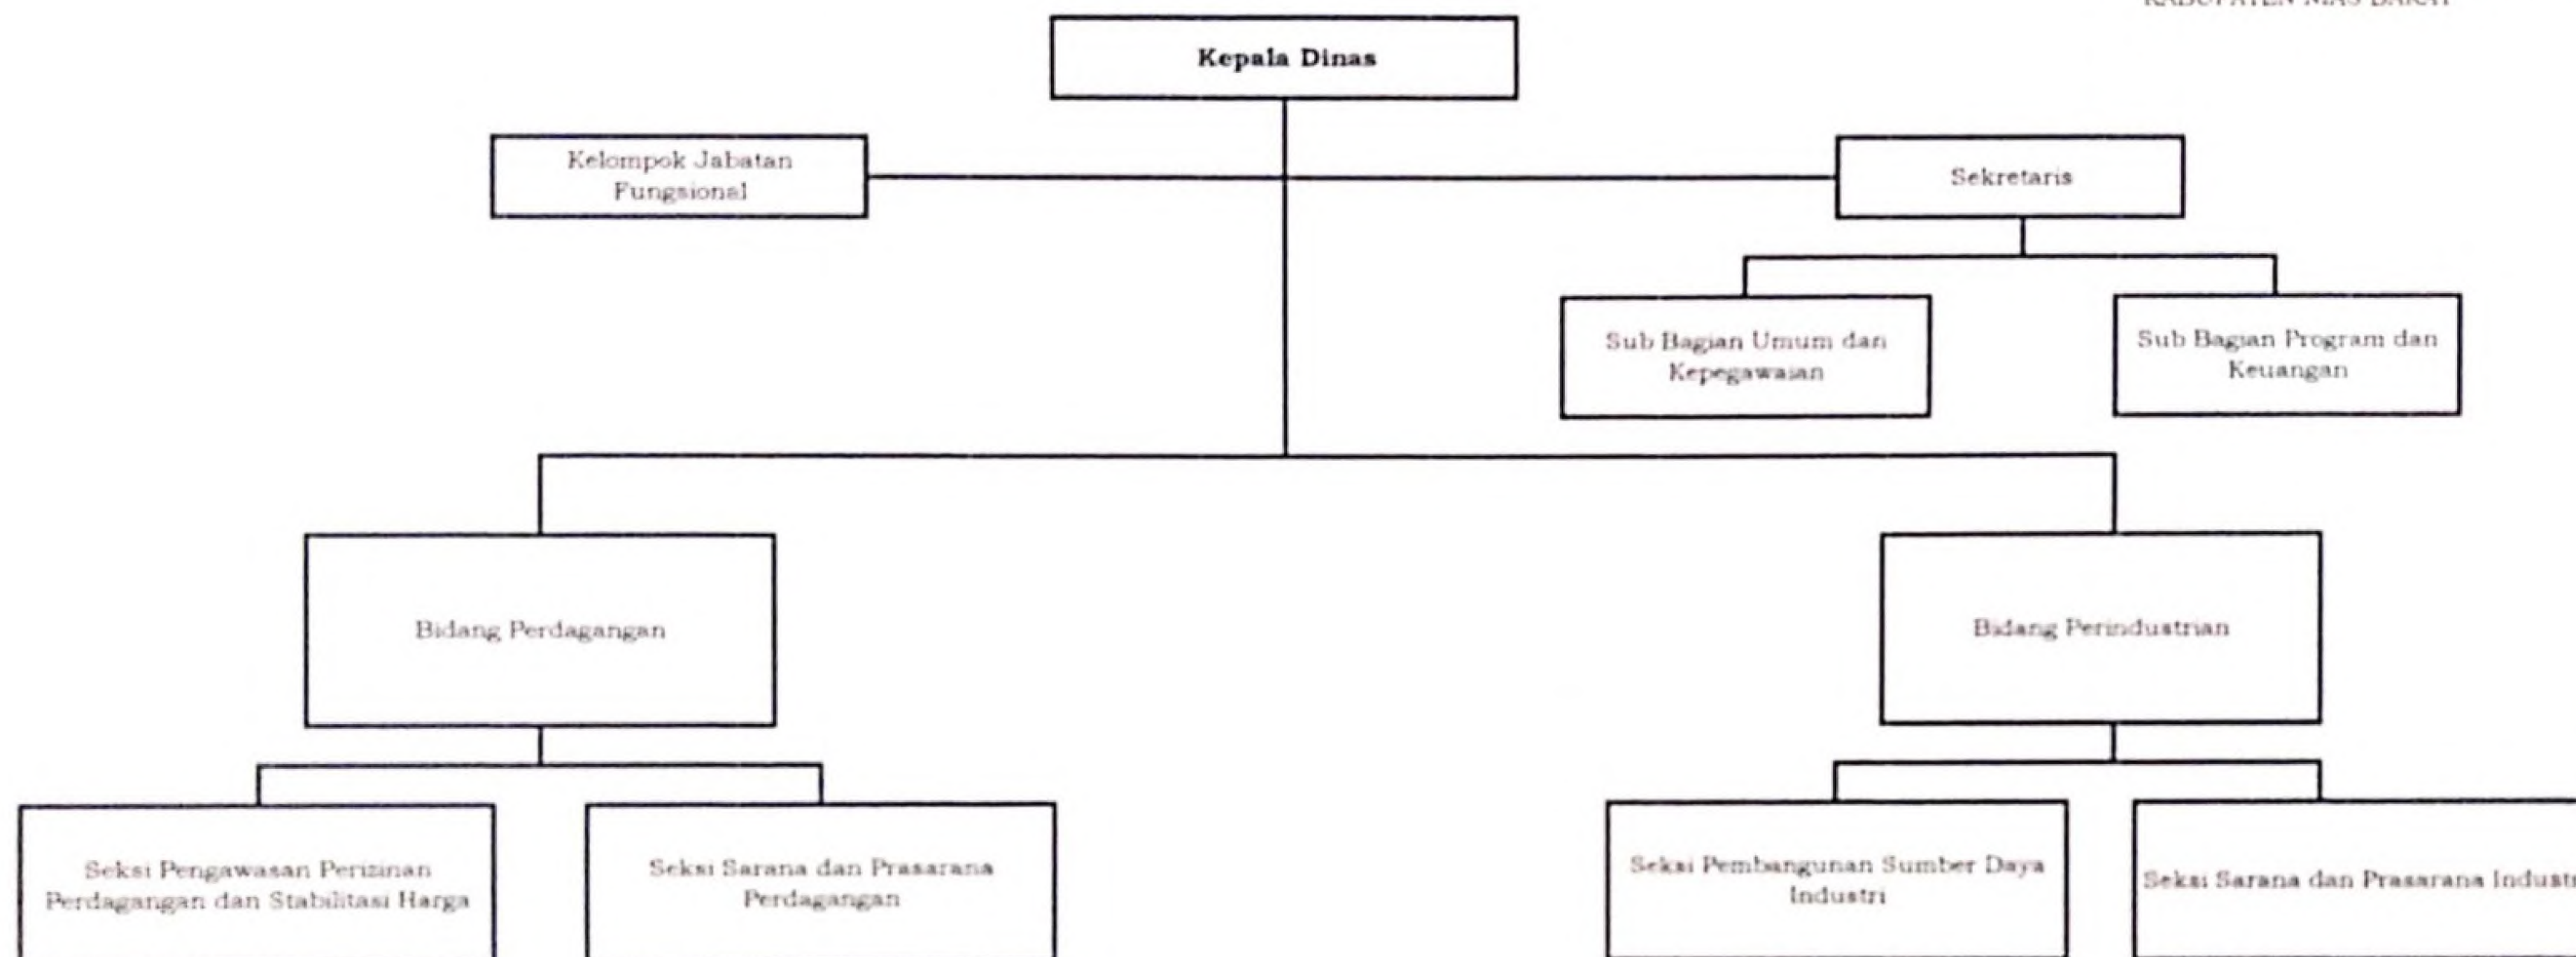 Kepala Dinas
Kelompok Jabatan
Fungsional
Sekretaris
Sub Bagian Umum dan
Kepegawaian
Sub Bagian Program dan
Keuangan
Bidang Perdagangan
Bidang Perindustrian
Seksi Pengawasan Perizinan
Perdagangan dan Stabilitasi Harga
Seksi Sarana dan Prasarana
Perdagangan
Seksi Pembangunan Sumber Daya
Industri
Seksi Sarana dan Prasarana